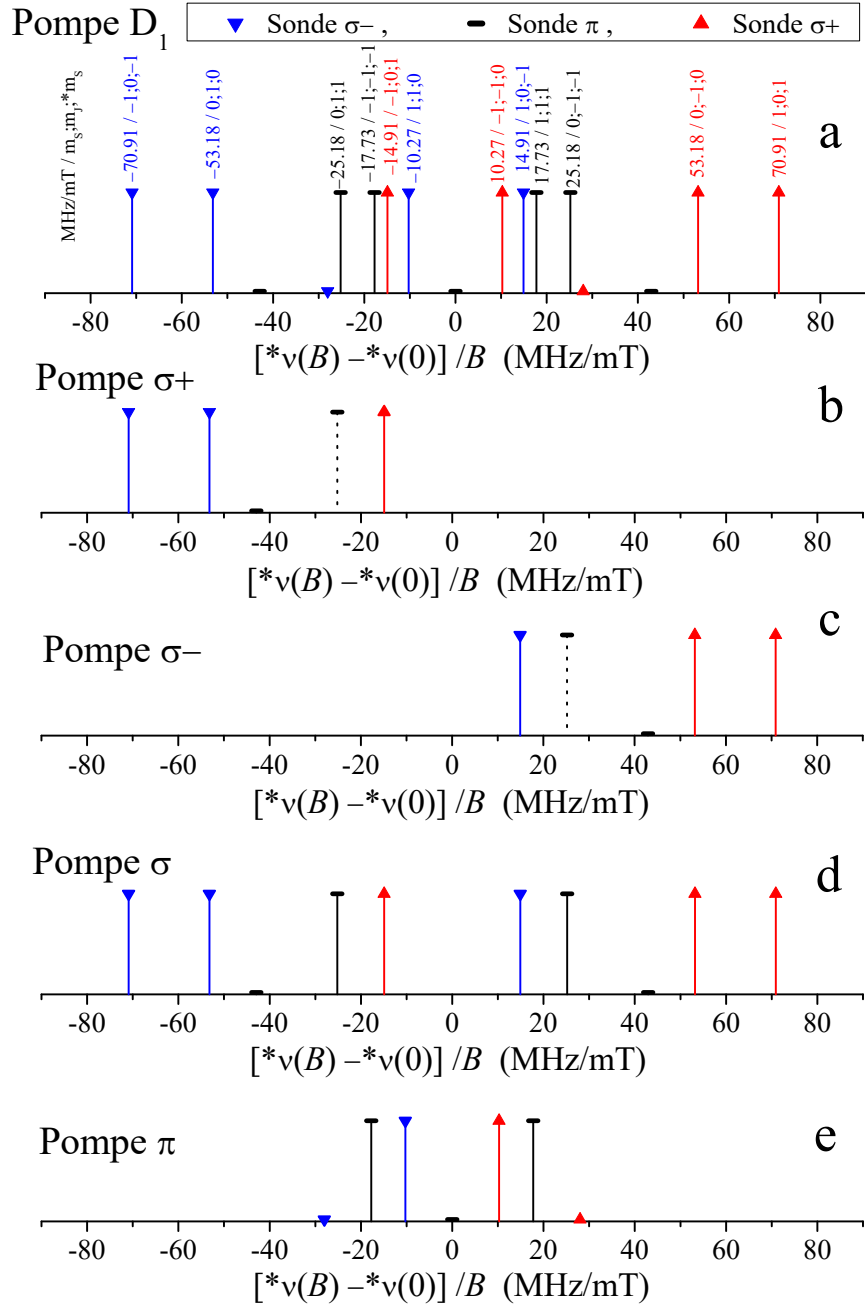 Pompe D₁
Sonde σ− , Sonde π , Sonde σ+
MHz/mT / mₛ;mⱼ;*mₛ
−70.91 / −1;0;−1
−53.18 / 0;1;0
−25.18 / 0;1;1
−17.73 / −1;−1;−1
−14.91 / −1;0;1
−10.27 / 1;1;0
10.27 / −1;−1;0
14.91 / 1;0;−1
17.73 / 1;1;1
25.18 / 0;−1;−1
53.18 / 0;−1;0
70.91 / 1;0;1
a
-80 -60 -40 -20 0 20 40 60 80
[*ν(B) –*ν(0)] /B (MHz/mT)
Pompe σ+
b
-80 -60 -40 -20 0 20 40 60 80
[*ν(B) –*ν(0)] /B (MHz/mT)
c
Pompe σ−
-80 -60 -40 -20 0 20 40 60 80
[*ν(B) –*ν(0)] /B (MHz/mT)
Pompe σ
d
-80 -60 -40 -20 0 20 40 60 80
[*ν(B) –*ν(0)] /B (MHz/mT)
Pompe π
e
-80 -60 -40 -20 0 20 40 60 80
[*ν(B) –*ν(0)] /B (MHz/mT)